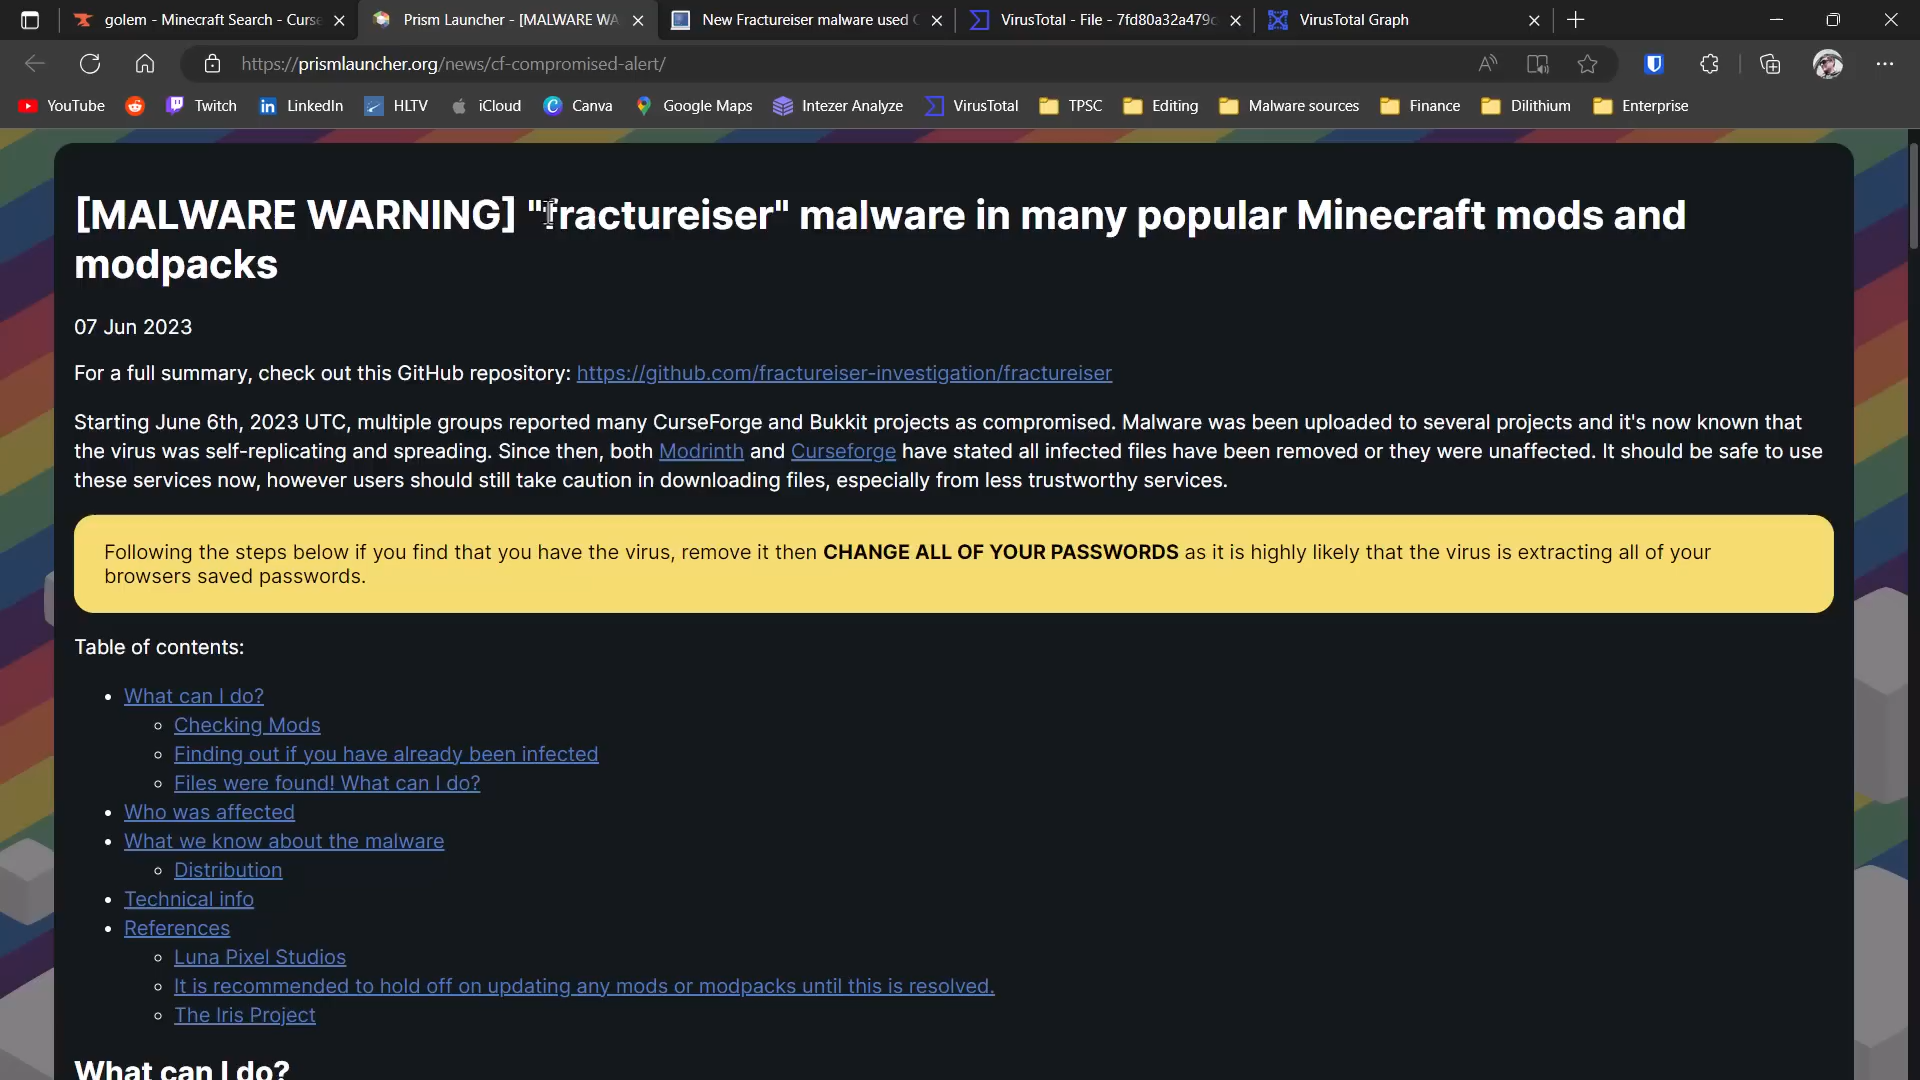 golem - Minecraft Search - Curse
Prism Launcher - [MALWARE WA
New Fractureiser malware used C
VirusTotal - File - 7fd80a32a479c
VirusTotal Graph
https://prismlauncher.org/news/cf-compromised-alert/
YouTube
Twitch
LinkedIn
HLTV
iCloud
Canva
Google Maps
Intezer Analyze
VirusTotal
TPSC
Editing
Malware sources
Finance
Dilithium
Enterprise
[MALWARE WARNING] "fractureiser" malware in many popular Minecraft mods and
modpacks
07 Jun 2023
For a full summary, check out this GitHub repository: https://github.com/fractureiser-investigation/fractureiser
Starting June 6th, 2023 UTC, multiple groups reported many CurseForge and Bukkit projects as compromised. Malware was been uploaded to several projects and it's now known that
the virus was self-replicating and spreading. Since then, both Modrinth and Curseforge have stated all infected files have been removed or they were unaffected. It should be safe to use
these services now, however users should still take caution in downloading files, especially from less trustworthy services.
Following the steps below if you find that you have the virus, remove it then CHANGE ALL OF YOUR PASSWORDS as it is highly likely that the virus is extracting all of your
browsers saved passwords.
Table of contents:
• What can I do?
◦ Checking Mods
◦ Finding out if you have already been infected
◦ Files were found! What can I do?
• Who was affected
• What we know about the malware
◦ Distribution
• Technical info
• References
◦ Luna Pixel Studios
◦ It is recommended to hold off on updating any mods or modpacks until this is resolved.
◦ The Iris Project
What can I do?